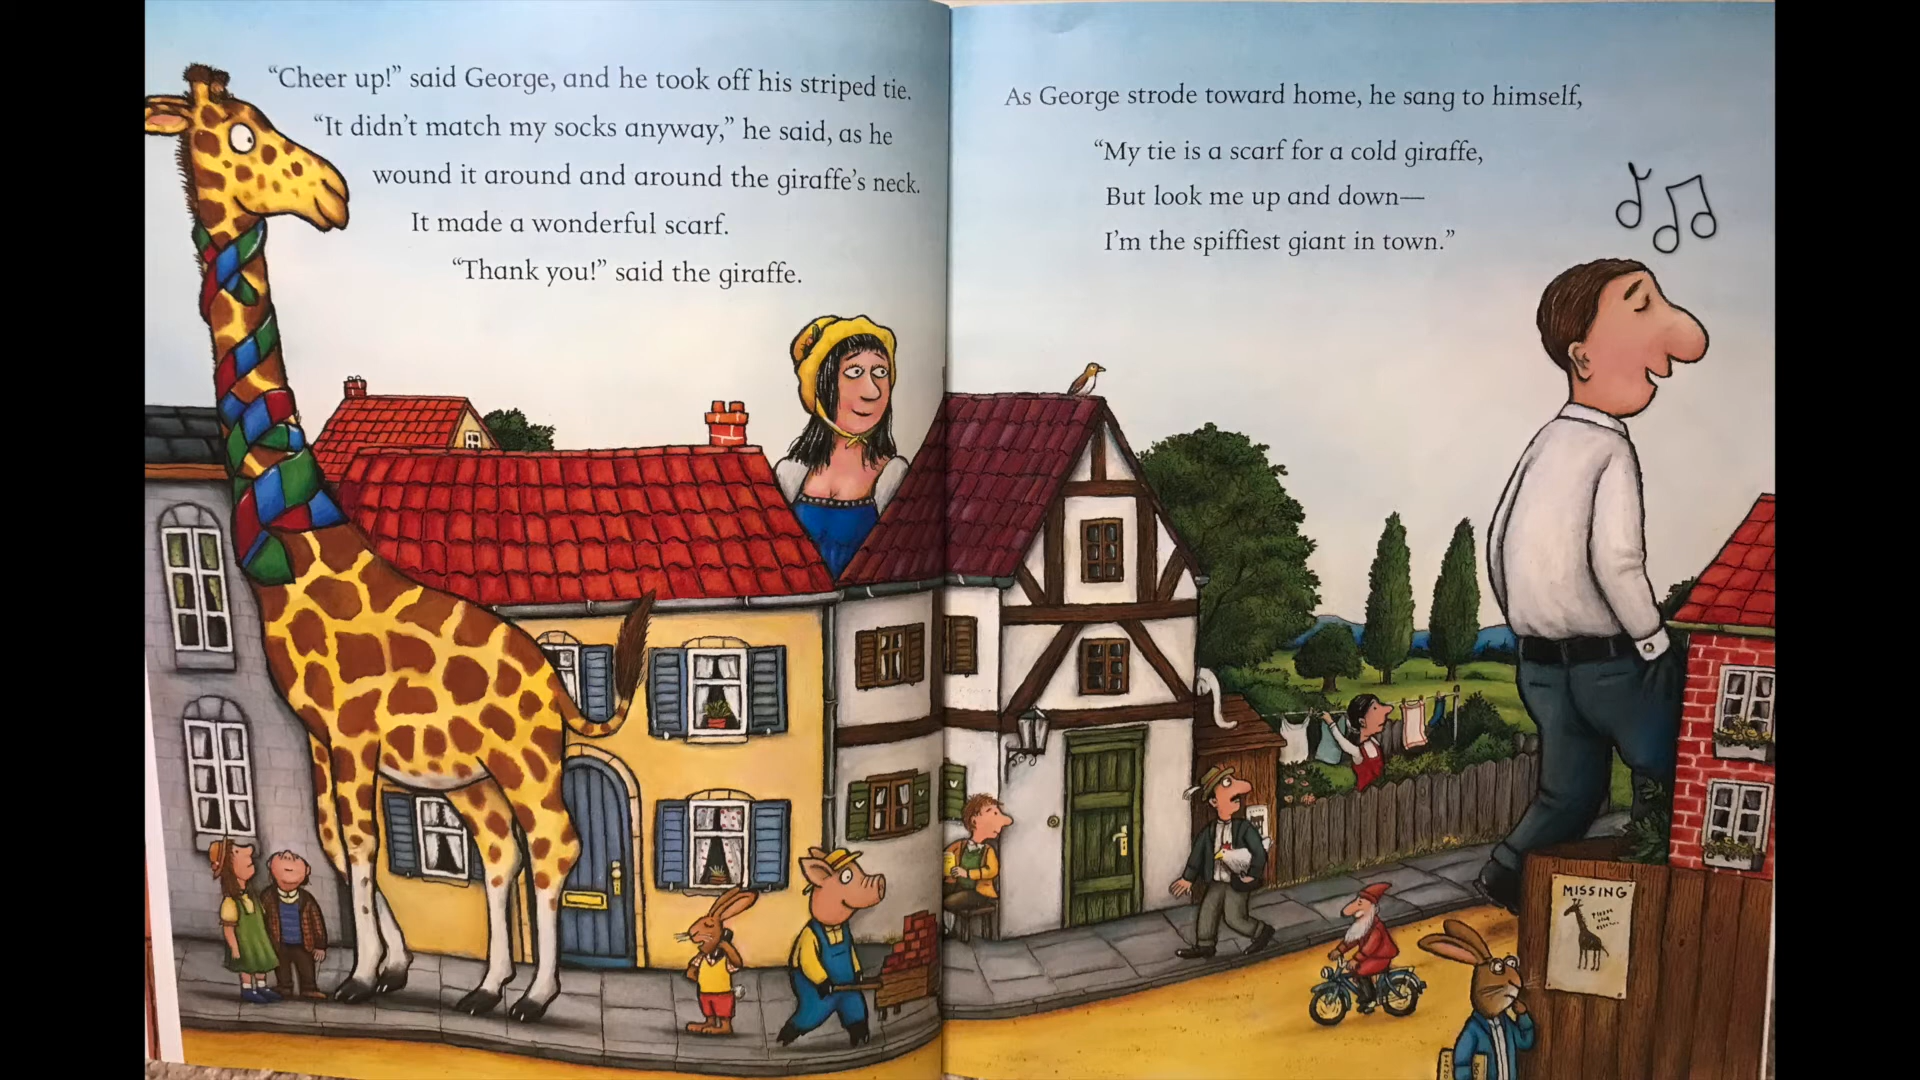 “Cheer up!” said George, and he took off his striped tie.
“It didn’t match my socks anyway,” he said, as he
wound it around and around the giraffe’s neck.
It made a wonderful scarf.
“Thank you!” said the giraffe.
As George strode toward home, he sang to himself,
“My tie is a scarf for a cold giraffe,
But look me up and down—
I’m the spiffiest giant in town.”
MISSING